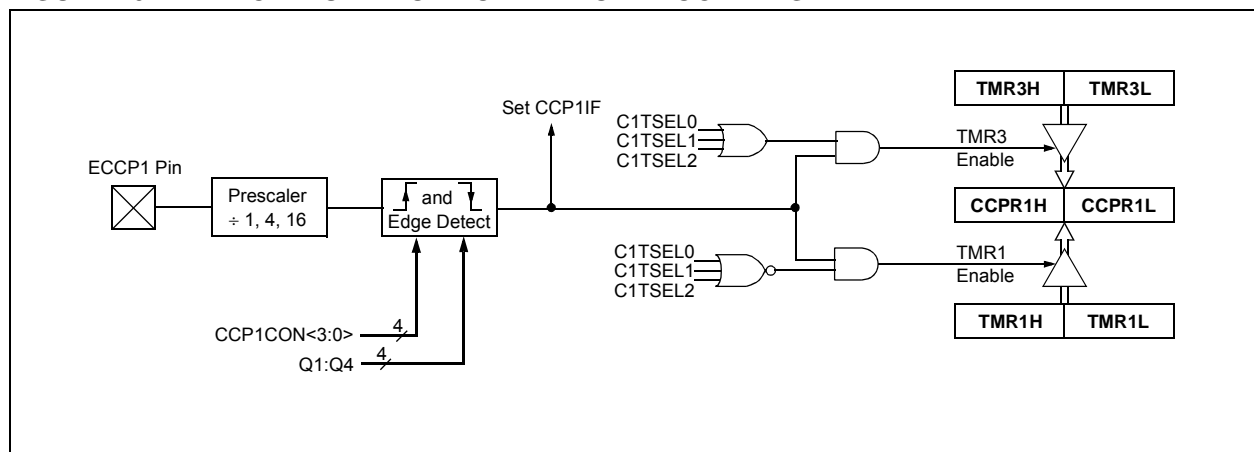 TMR3H TMR3L
Set CCP1IF
C1TSEL0
C1TSEL1
C1TSEL2
TMR3
Enable
ECCP1 Pin
Prescaler
÷ 1, 4, 16
and
Edge Detect
CCPR1H CCPR1L
C1TSEL0
C1TSEL1
C1TSEL2
TMR1
Enable
TMR1H TMR1L
CCP1CON<3:0>
4
Q1:Q4
4